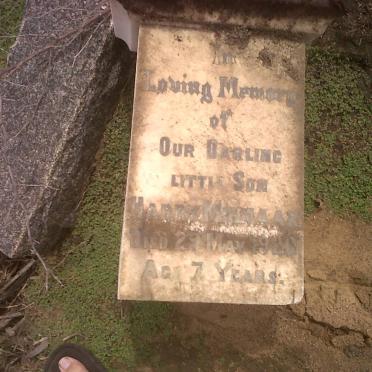 In
Loving Memory
of
Our Darling
Little Son
Harry
Died May
Aged 7 Years.